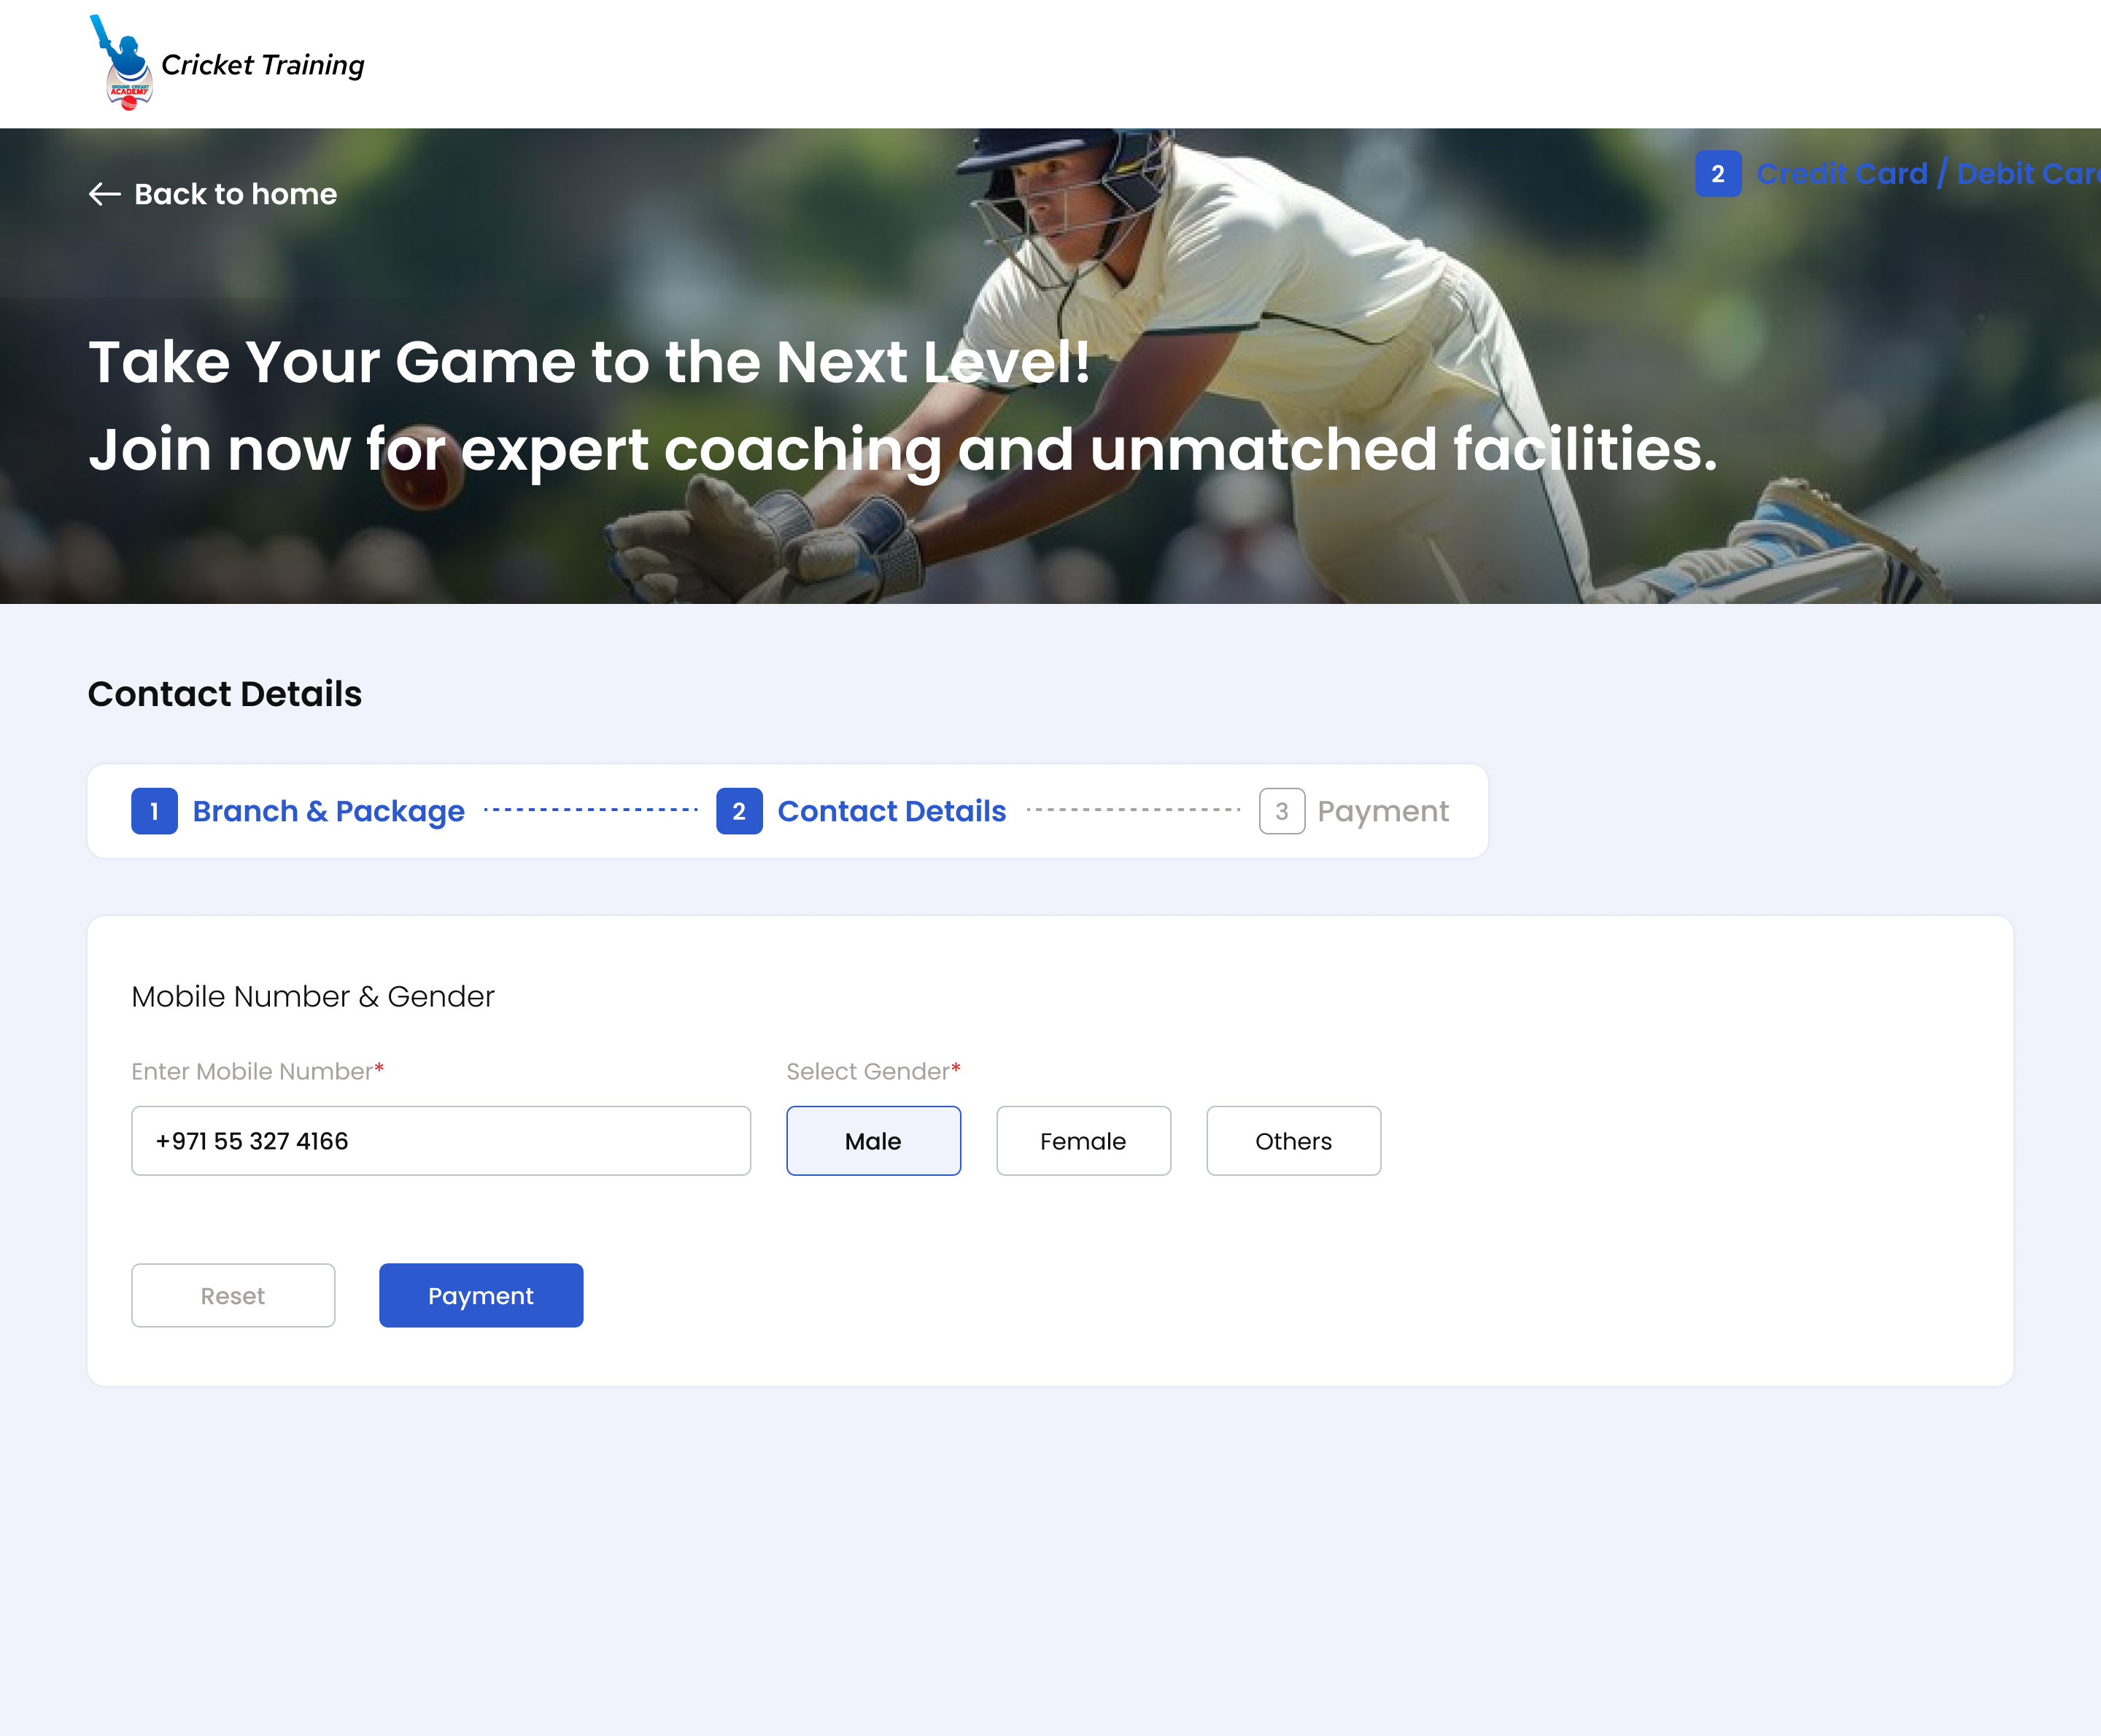 GROUND CRICKET
ACADEMY
Cricket Training
Back to home
2 Credit Card / Debit Car
Take Your Game to the Next Level!
Join now for expert coaching and unmatched facilities.
Contact Details
1 Branch & Package 2 Contact Details 3 Payment
Mobile Number & Gender
Enter Mobile Number* Select Gender*
+971 55 327 4166 Male Female Others
Reset Payment